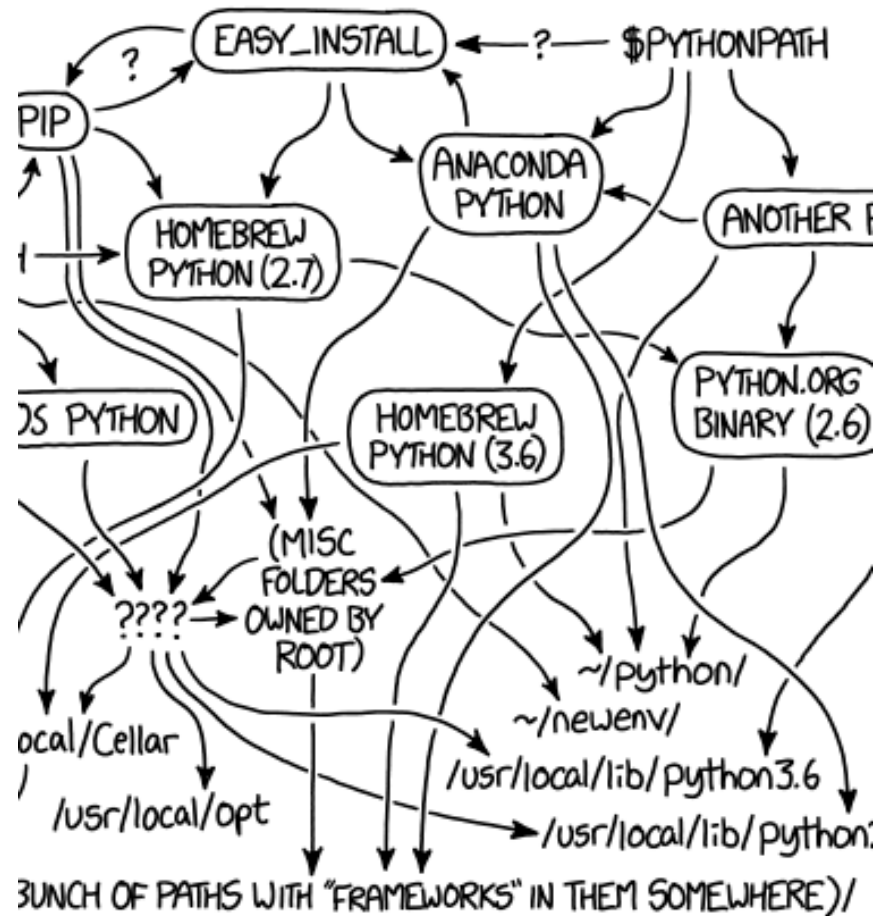 EASY_INSTALL
?
$PYTHONPATH
?
PIP
ANACONDA
PYTHON
ANOTHER
HOMEBREW
PYTHON (2.7)
PYTHON.ORG
BINARY (2.6)
OS PYTHON
HOMEBREW
PYTHON (3.6)
(MISC
FOLDERS
OWNED BY
ROOT)
????
~/python/
~/newenv/
ocal/Cellar
/usr/local/lib/python3.6
/usr/local/opt
/usr/local/lib/python
BUNCH OF PATHS WITH "FRAMEWORKS" IN THEM SOMEWHERE)/